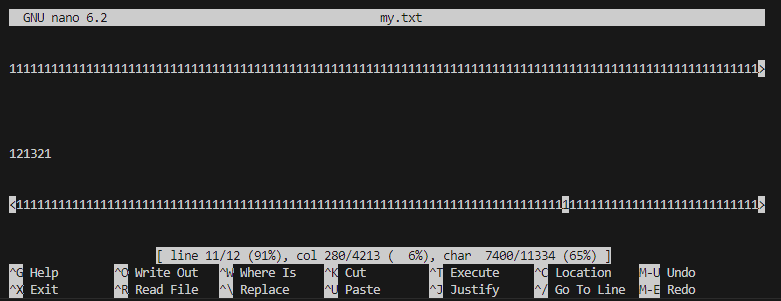 GNU nano 6.2 my.txt
11111111111111111111111111111111111111111111111111111111111111111111111111111111111111111111111111111111111>
121321
<1111111111111111111111111111111111111111111111111111111111111111111111111111111111111111111111111111111111>
[ line 11/12 (91%), col 280/4213 (  6%), char  7400/11334 (65%) ]
^G Help ^O Write Out ^W Where Is ^K Cut ^T Execute ^C Location M-U Undo
^X Exit ^R Read File ^\ Replace ^U Paste ^J Justify ^/ Go To Line M-E Redo